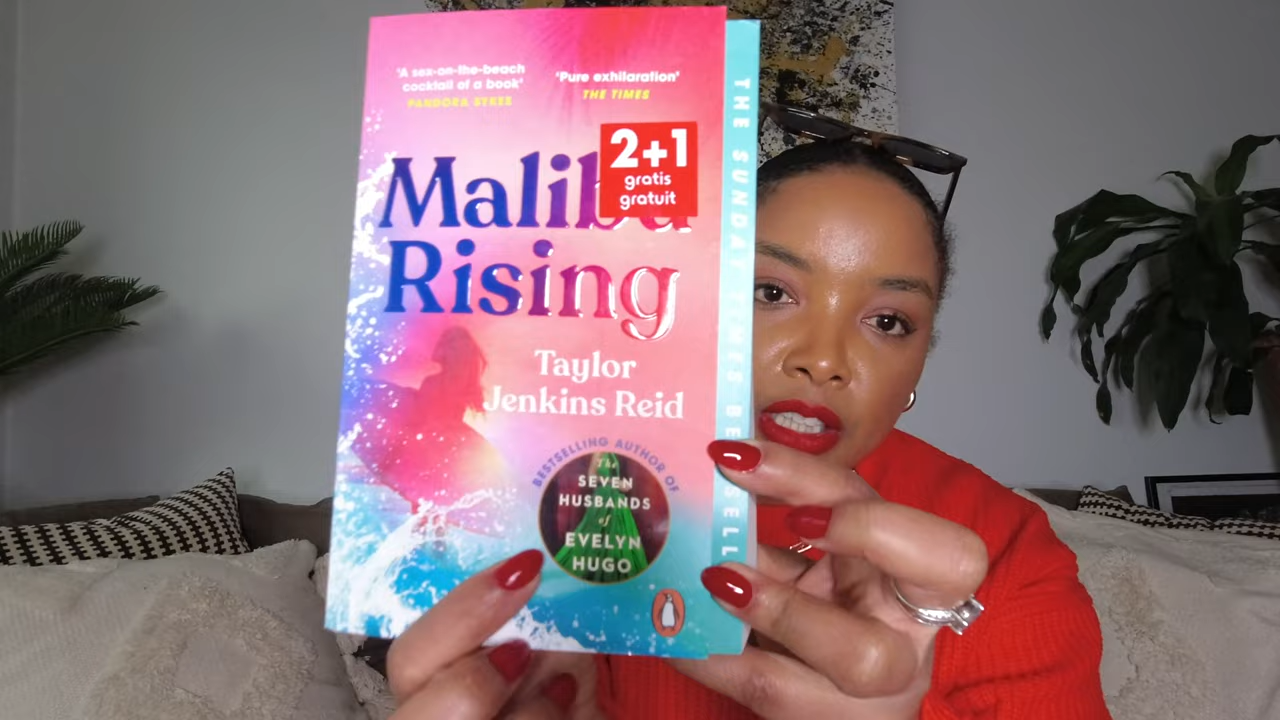 'A sex-on-the-beach
cocktail of a book'
PANDORA SYKES
'Pure exhilaration'
THE TIMES
2+1
gratis
gratuit
Malibu
Rising
Taylor
Jenkins Reid
BESTSELLING AUTHOR OF
The
SEVEN
HUSBANDS
of
EVELYN
HUGO
THE SUNDAY TIMES BESTSELL